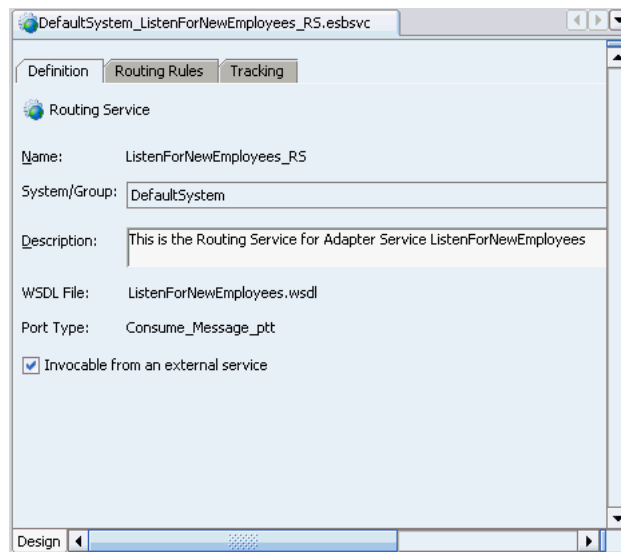 DefaultSystem_ListenForNewEmployees_RS.esbsvc
Definition Routing Rules Tracking
Routing Service
Name: ListenForNewEmployees_RS
System/Group: DefaultSystem
Description: This is the Routing Service for Adapter Service ListenForNewEmployees
WSDL File: ListenForNewEmployees.wsdl
Port Type: Consume_Message_ptt
Invocable from an external service
Design